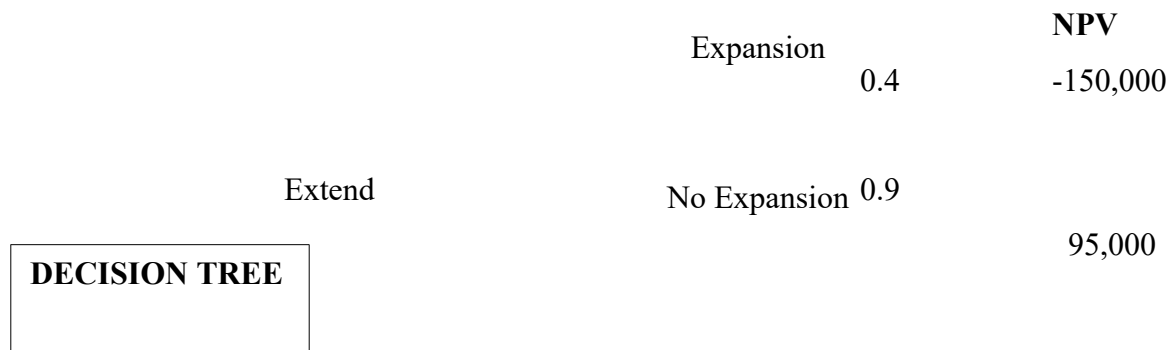 NPV
Expansion
0.4 -150,000
Extend No Expansion 0.9
95,000
DECISION TREE